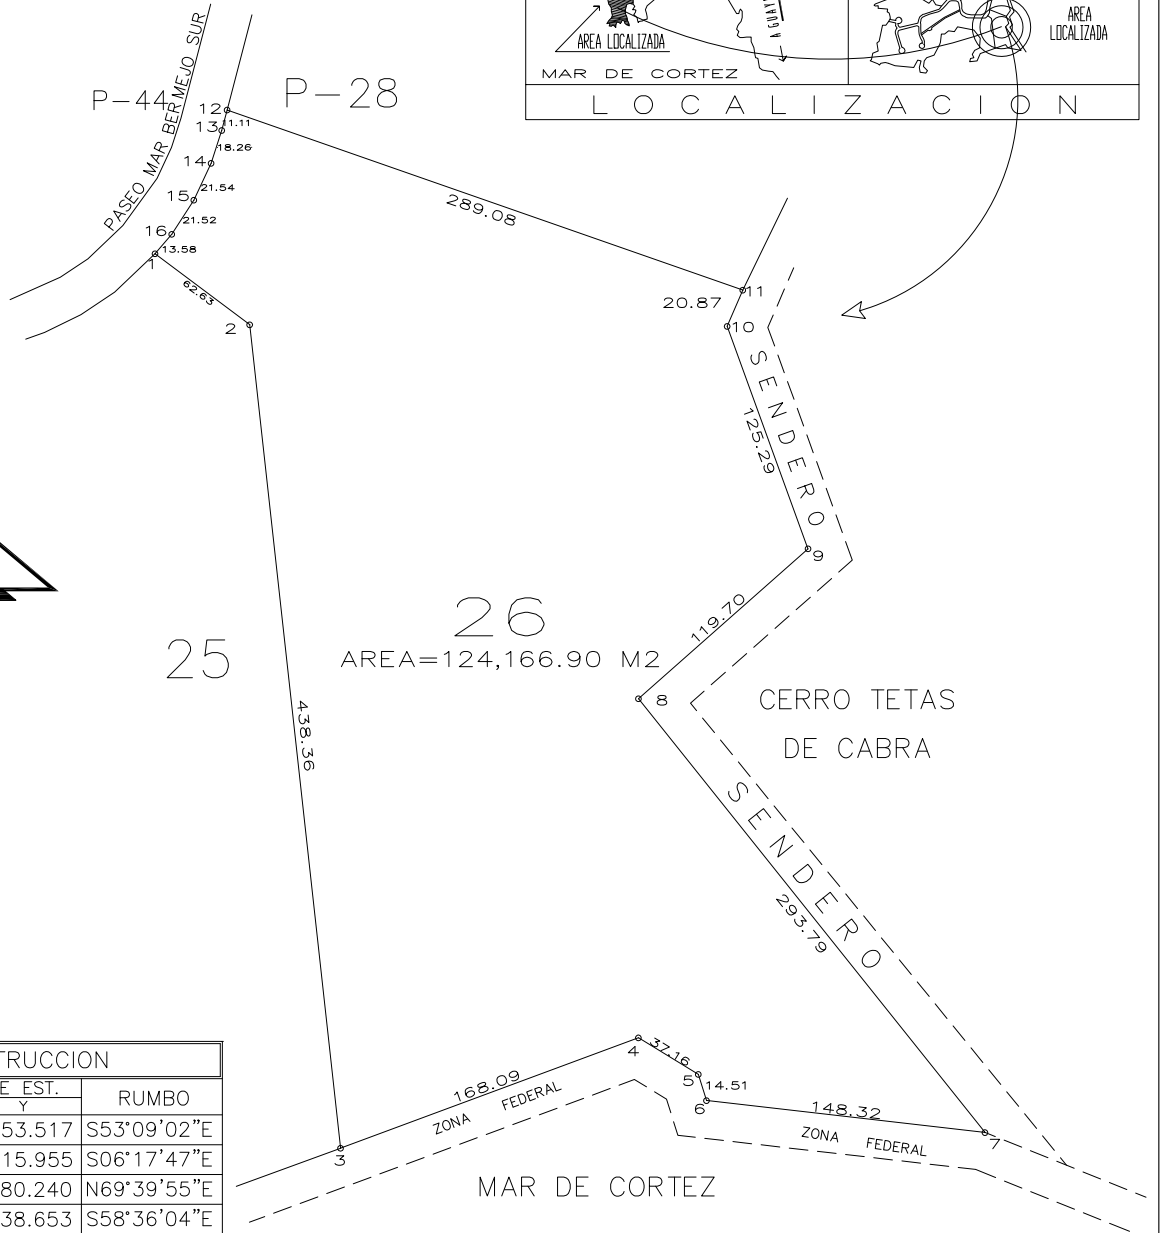 AREA LOCALIZADA
MAR DE CORTEZ
AREA
LOCALIZADA
LOCALIZACION
PASEO MAR BERMEJO SUR
P-44
P-28
12
11.11
13
18.26
14
21.54
15
21.52
16
13.58
1
62.63
2
289.08
11
20.87
10
SENDERO
125.29
9
119.70
26
AREA=124,166.90 M2
25
438.36
8
CERRO TETAS
DE CABRA
SENDERO
293.79
4
37.16
5
14.51
6
148.32
7
168.09
ZONA FEDERAL
ZONA FEDERAL
3
MAR DE CORTEZ
TRUCCION
E EST.
Y
RUMBO
53.517 S53°09'02"E
15.955 S06°17'47"E
80.240 N69°39'55"E
38.653 S58°36'04"E